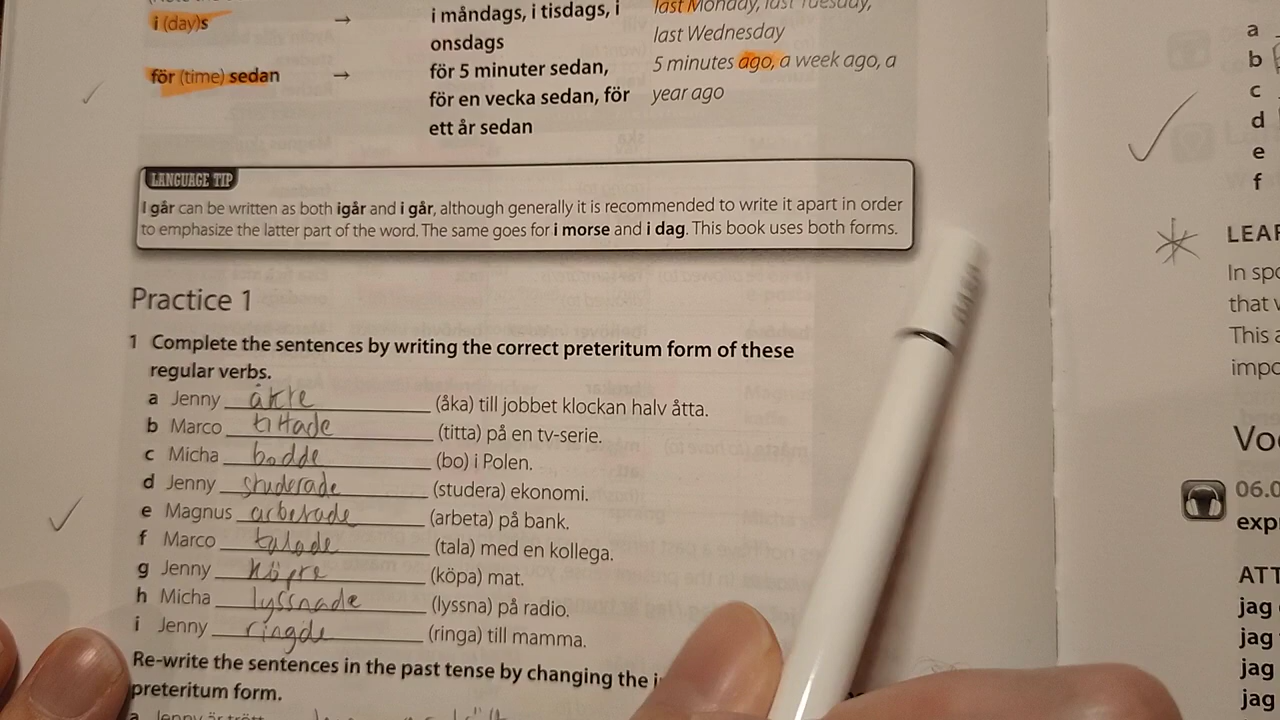 i (day)s → i måndags, i tisdags, i last Monday, last Tuesday,
onsdags last Wednesday
för (time) sedan → för 5 minuter sedan, 5 minutes ago, a week ago, a
för en vecka sedan, för year ago
ett år sedan
LANGUAGE TIP
I går can be written as both igår and i går, although generally it is recommended to write it apart in order
to emphasize the latter part of the word. The same goes for i morse and i dag. This book uses both forms.
Practice 1
1 Complete the sentences by writing the correct preteritum form of these
regular verbs.
a Jenny åkte (åka) till jobbet klockan halv åtta.
b Marco tittade (titta) på en tv-serie.
c Micha bodde (bo) i Polen.
d Jenny studerade (studera) ekonomi.
e Magnus arbetade (arbeta) på bank.
f Marco talade (tala) med en kollega.
g Jenny köpte (köpa) mat.
h Micha lyssnade (lyssna) på radio.
i Jenny ringde (ringa) till mamma.
Re-write the sentences in the past tense by changing the
preteritum form.
a Jenny är trött
a
b
c
d
e
f
LEAR
In spo
that
This
impo
Vo
06.0
exp
ATT
jag
jag
jag
jag